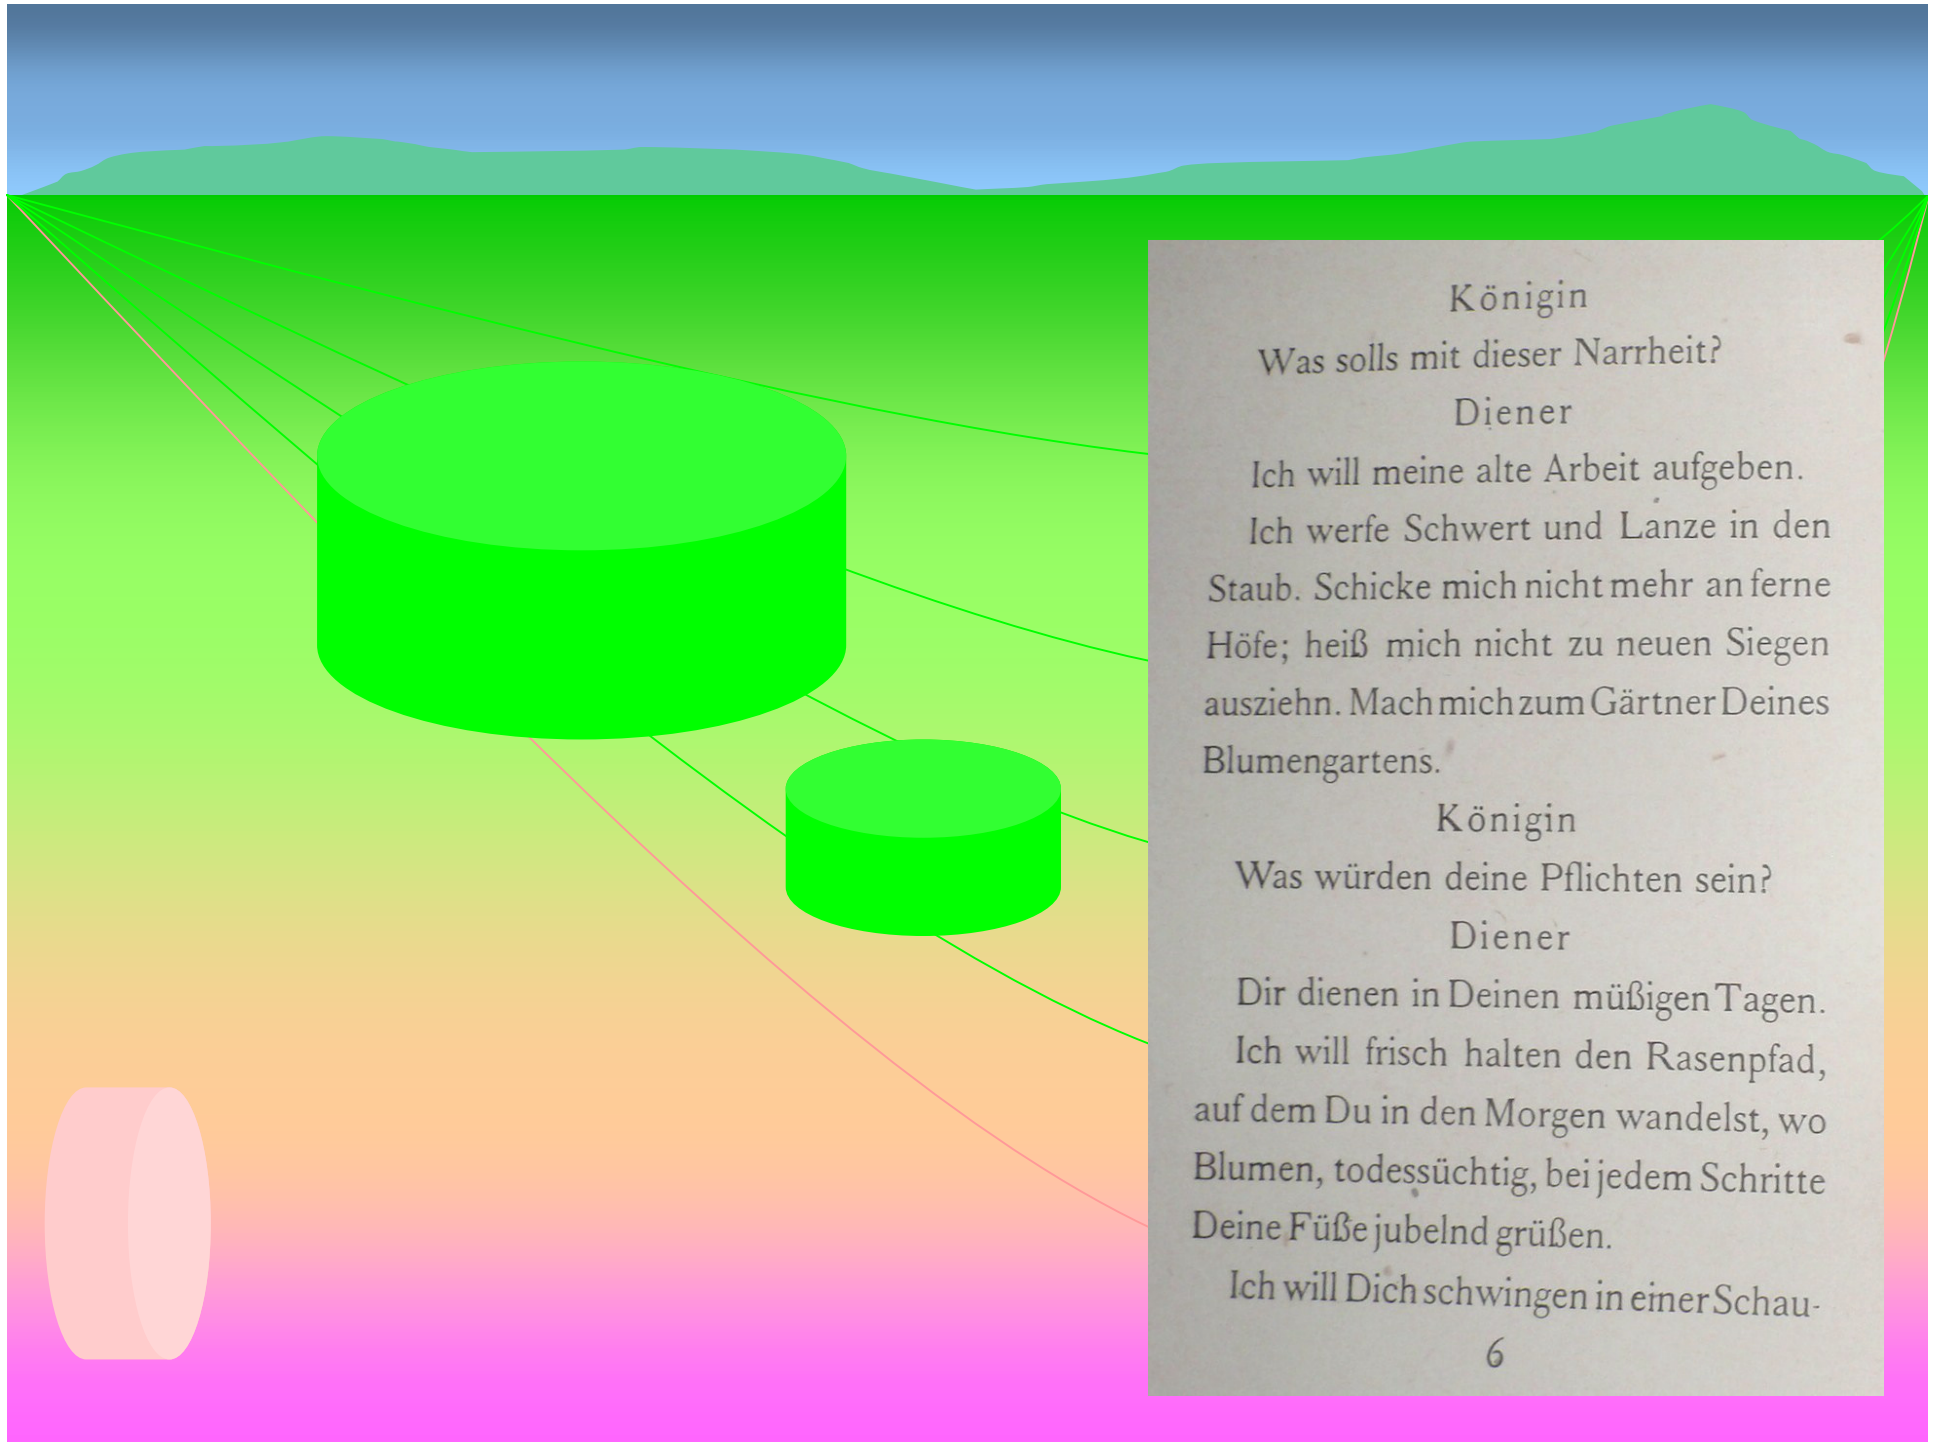 Königin
Was solls mit dieser Narrheit?
Diener
Ich will meine alte Arbeit aufgeben.
Ich werfe Schwert und Lanze in den
Staub. Schicke mich nicht mehr an ferne
Höfe; heiß mich nicht zu neuen Siegen
ausziehn. Mach mich zum Gärtner Deines
Blumengartens.
Königin
Was würden deine Pflichten sein?
Diener
Dir dienen in Deinen müßigen Tagen.
Ich will frisch halten den Rasenpfad,
auf dem Du in den Morgen wandelst, wo
Blumen, todessüchtig, bei jedem Schritte
Deine Füße jubelnd grüßen.
Ich will Dich schwingen in einer Schau-
6